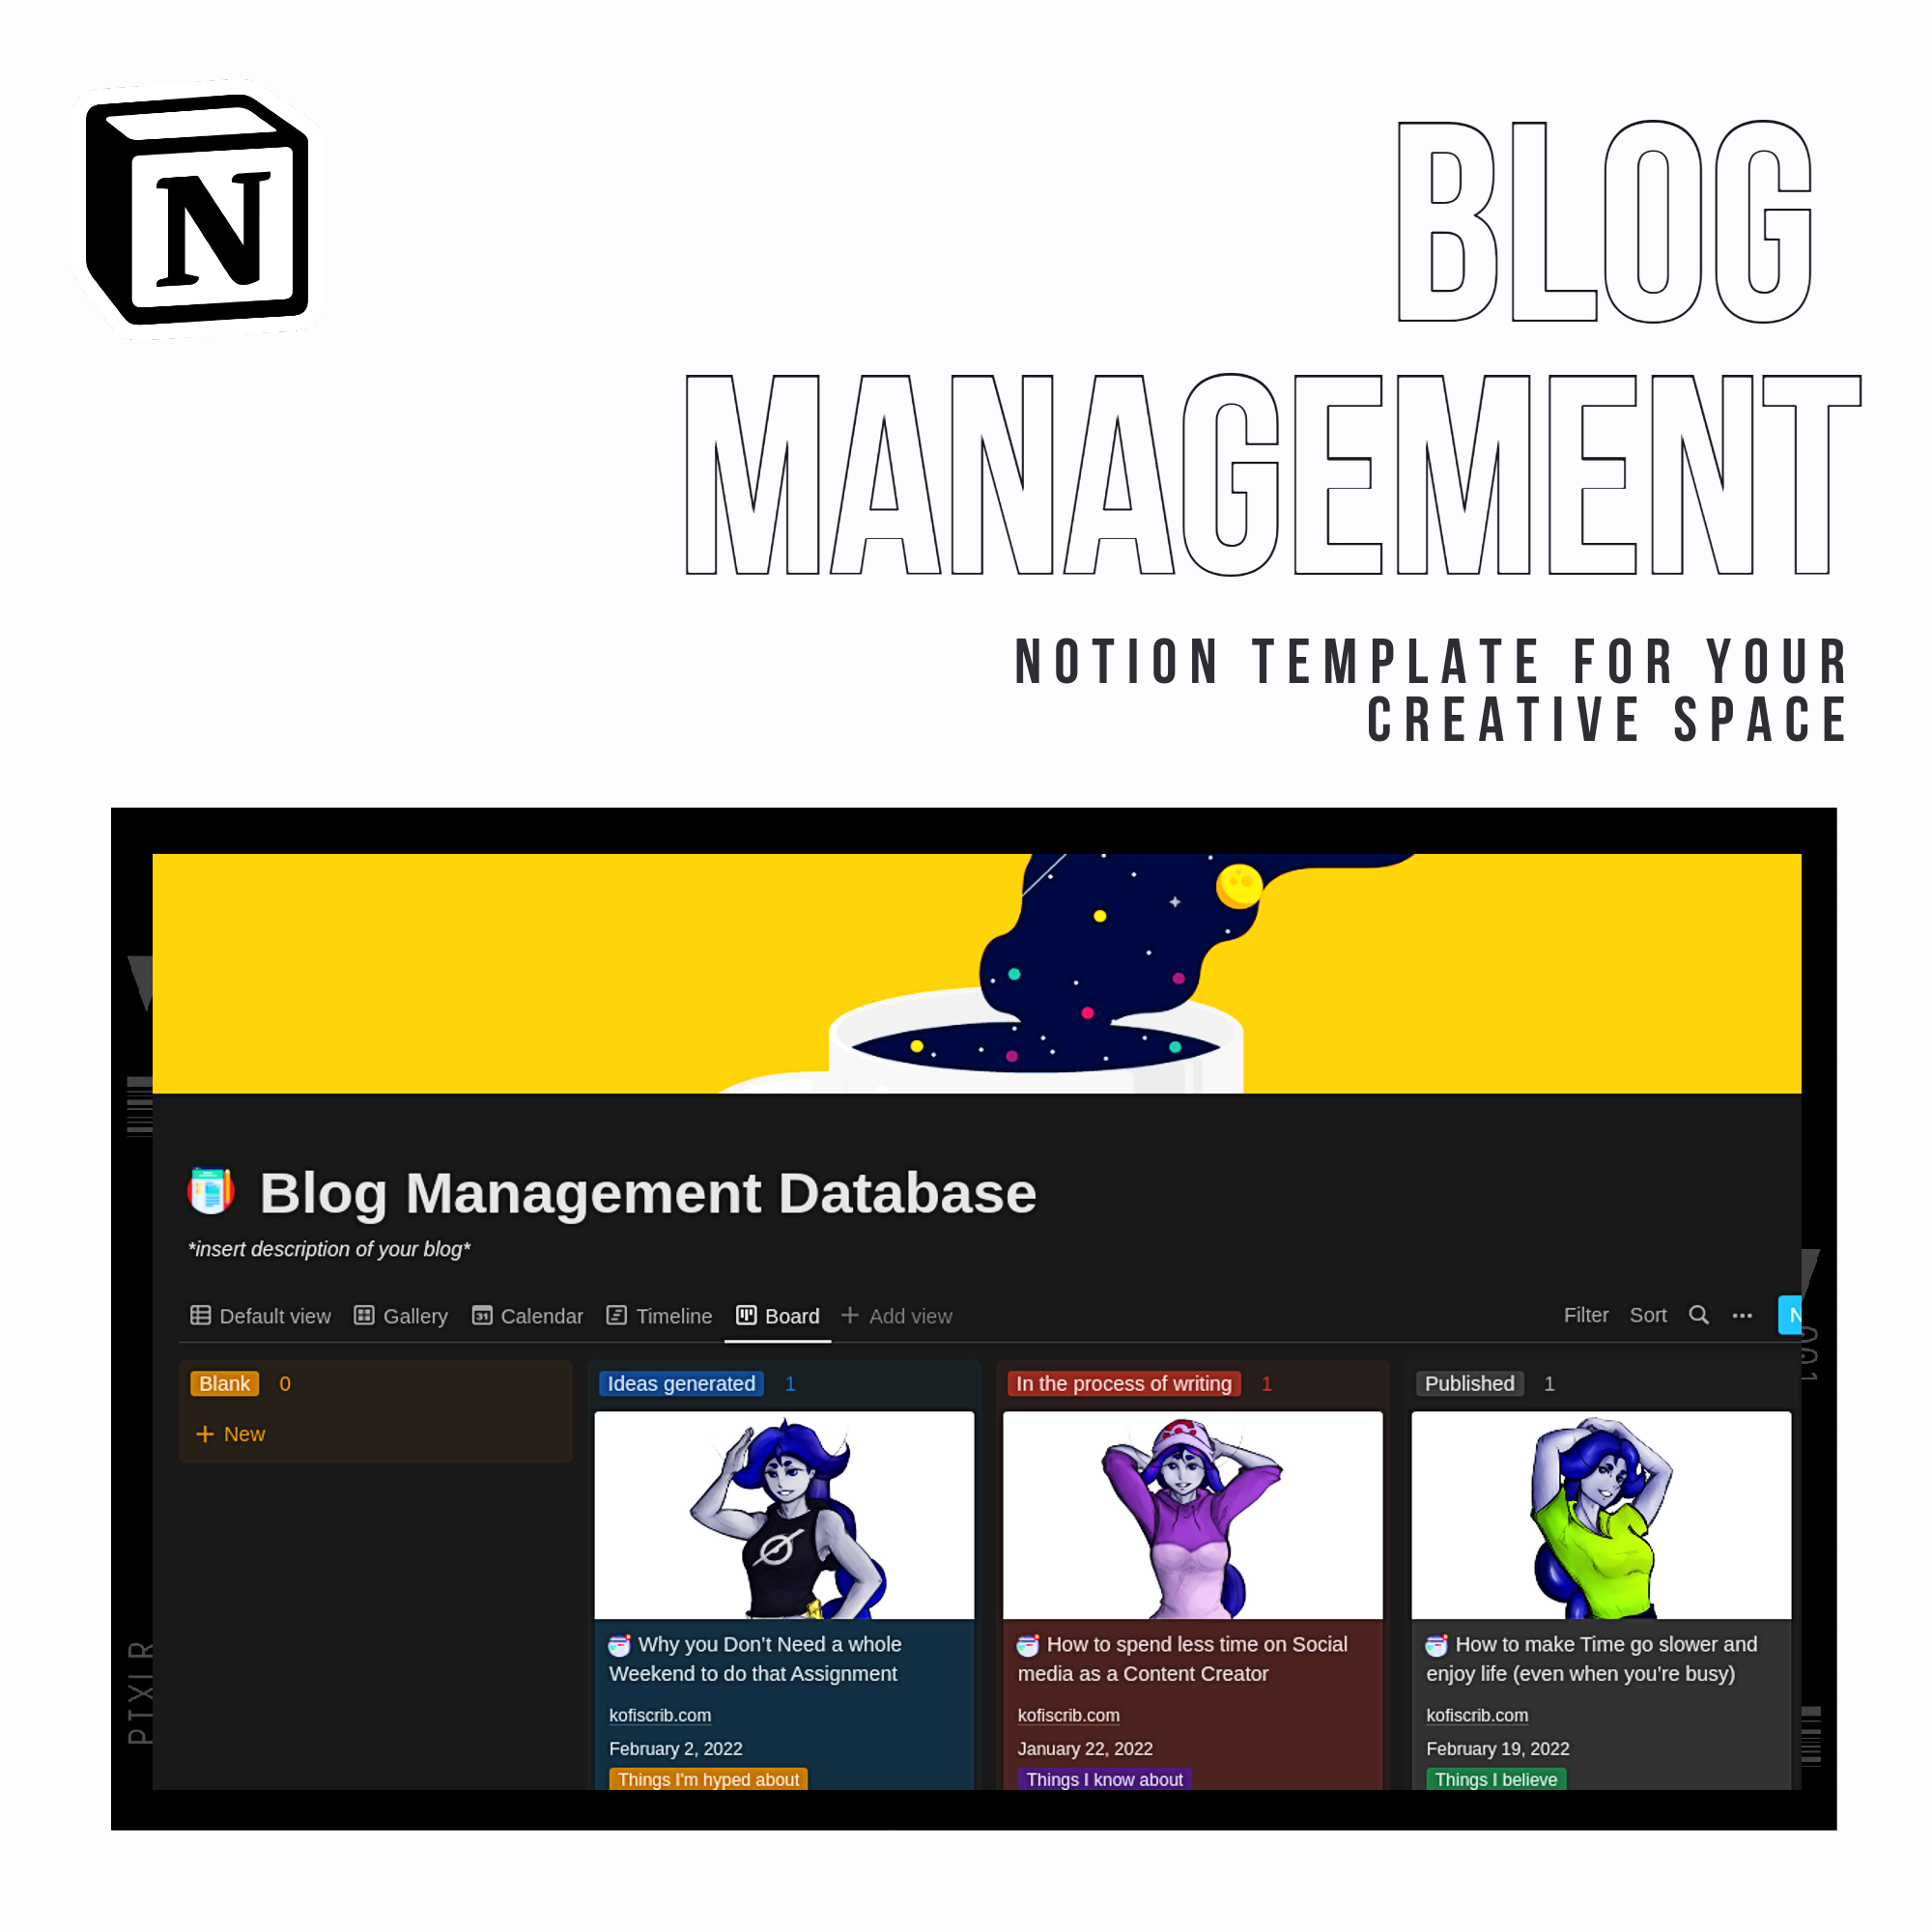 N
BLOG
MANAGEMENT
NOTION TEMPLATE FOR YOUR
CREATIVE SPACE
Blog Management Database
*insert description of your blog*
Default view Gallery 31 Calendar Timeline Board + Add view Filter Sort ••• N
Blank 0 Ideas generated 1 In the process of writing 1 Published 1
+ New
Why you Don't Need a whole
Weekend to do that Assignment
kofiscrib.com
February 2, 2022
Things I'm hyped about
How to spend less time on Social
media as a Content Creator
kofiscrib.com
January 22, 2022
Things I know about
How to make Time go slower and
enjoy life (even when you're busy)
kofiscrib.com
February 19, 2022
Things I believe
PIXLR